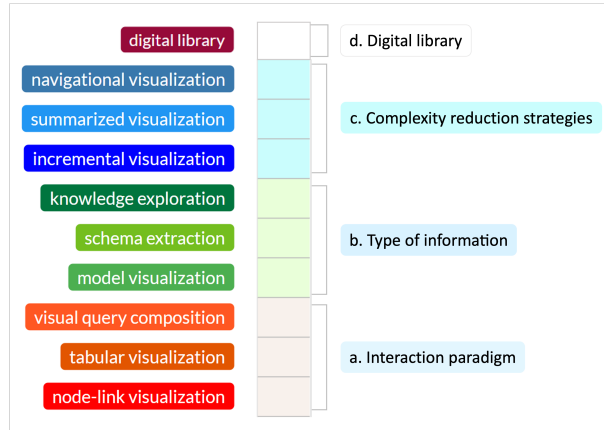 digital library
d. Digital library
navigational visualization
summarized visualization
c. Complexity reduction strategies
incremental visualization
knowledge exploration
schema extraction
b. Type of information
model visualization
visual query composition
tabular visualization
a. Interaction paradigm
node-link visualization